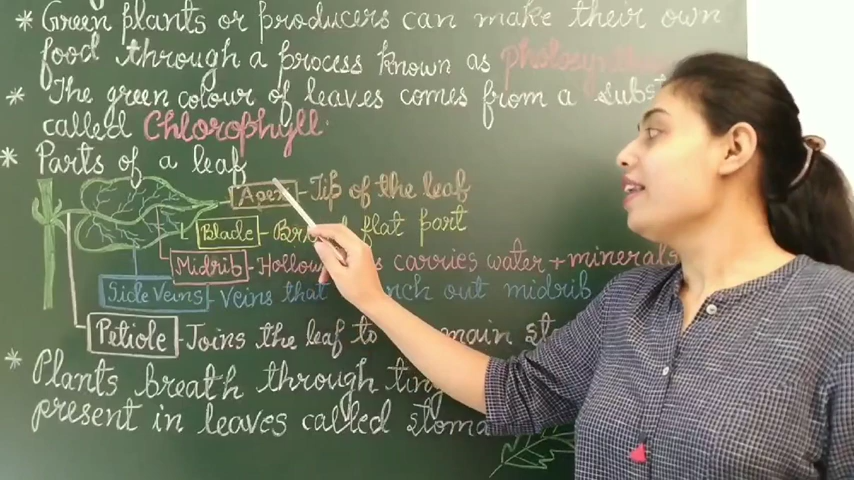 * Green plants or producers can make their own
food through a process known as photosynthe
* The green colour of leaves comes from a subst
called Chlorophyll.
* Parts of a leaf
Apex - Tip of the leaf
Blade - flat part
Midrib - Hollow carries water + minerals
Side Veins - Veins that out midrib
Petiole - Joins the leaf to main
* Plants breath through
present in leaves called stoma